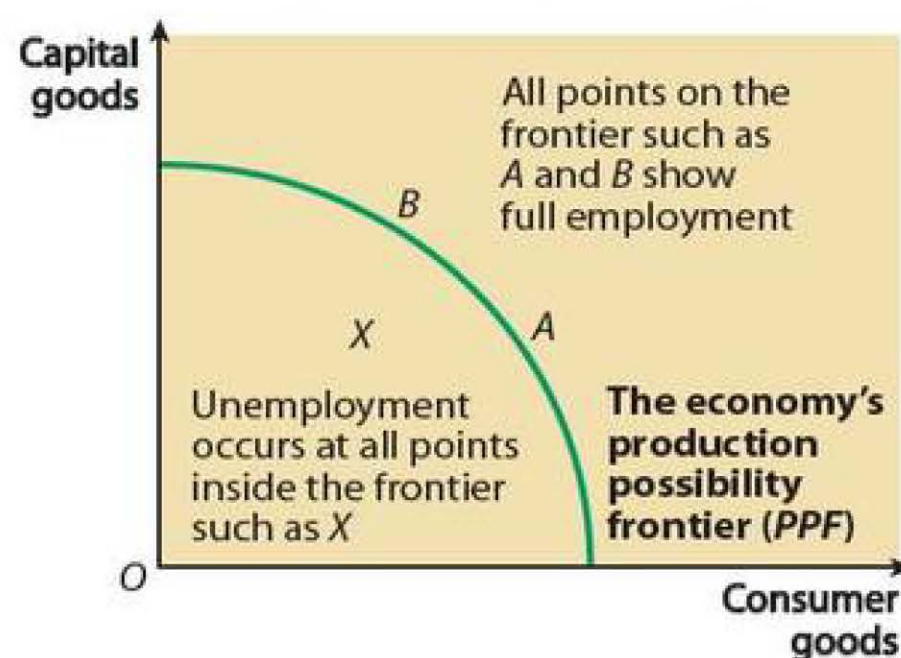 Capital
goods
All points on the
frontier such as
A and B show
full employment
B
X
A
Unemployment
occurs at all points
inside the frontier
such as X
The economy's
production
possibility
frontier (PPF)
O
Consumer
goods